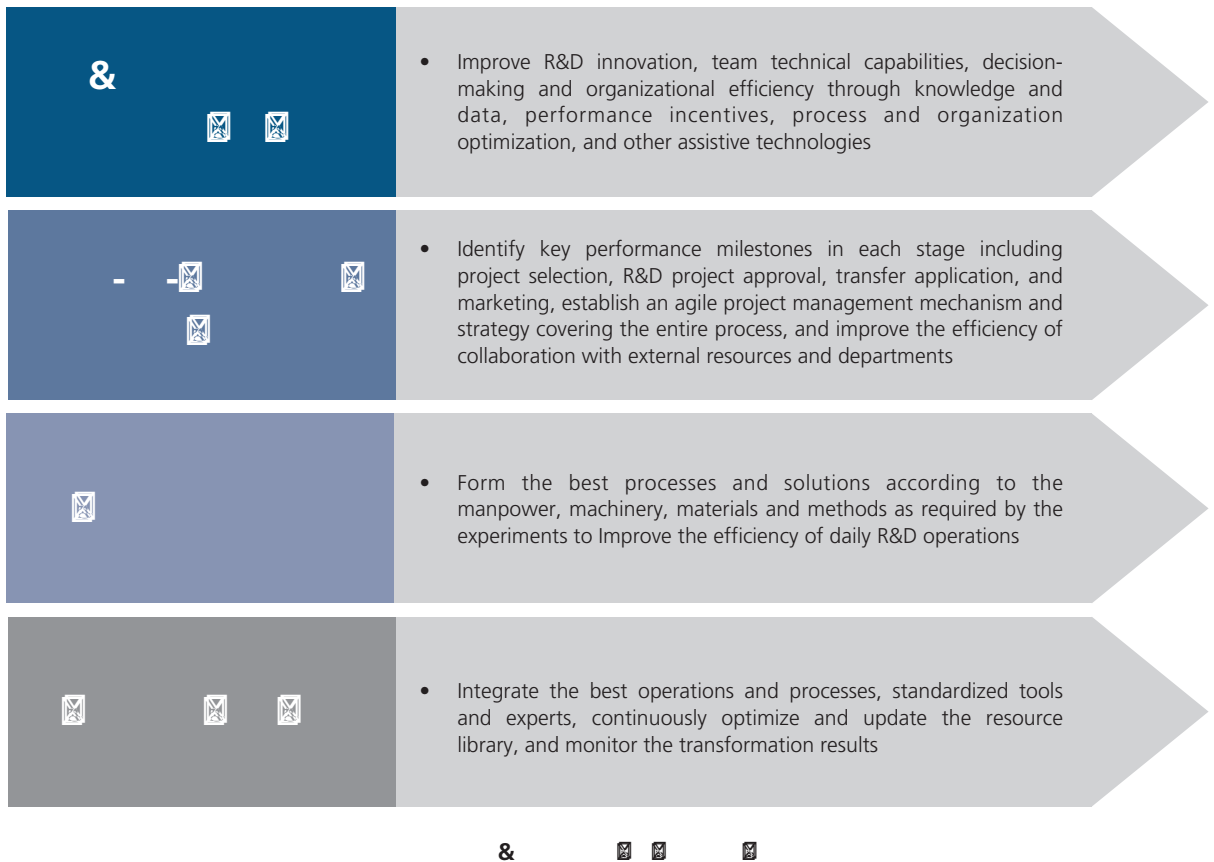 &
• Improve R&D innovation, team technical capabilities, decision-
making and organizational efficiency through knowledge and
data, performance incentives, process and organization
optimization, and other assistive technologies
- -
• Identify key performance milestones in each stage including
project selection, R&D project approval, transfer application, and
marketing, establish an agile project management mechanism and
strategy covering the entire process, and improve the efficiency of
collaboration with external resources and departments
• Form the best processes and solutions according to the
manpower, machinery, materials and methods as required by the
experiments to Improve the efficiency of daily R&D operations
• Integrate the best operations and processes, standardized tools
and experts, continuously optimize and update the resource
library, and monitor the transformation results
&